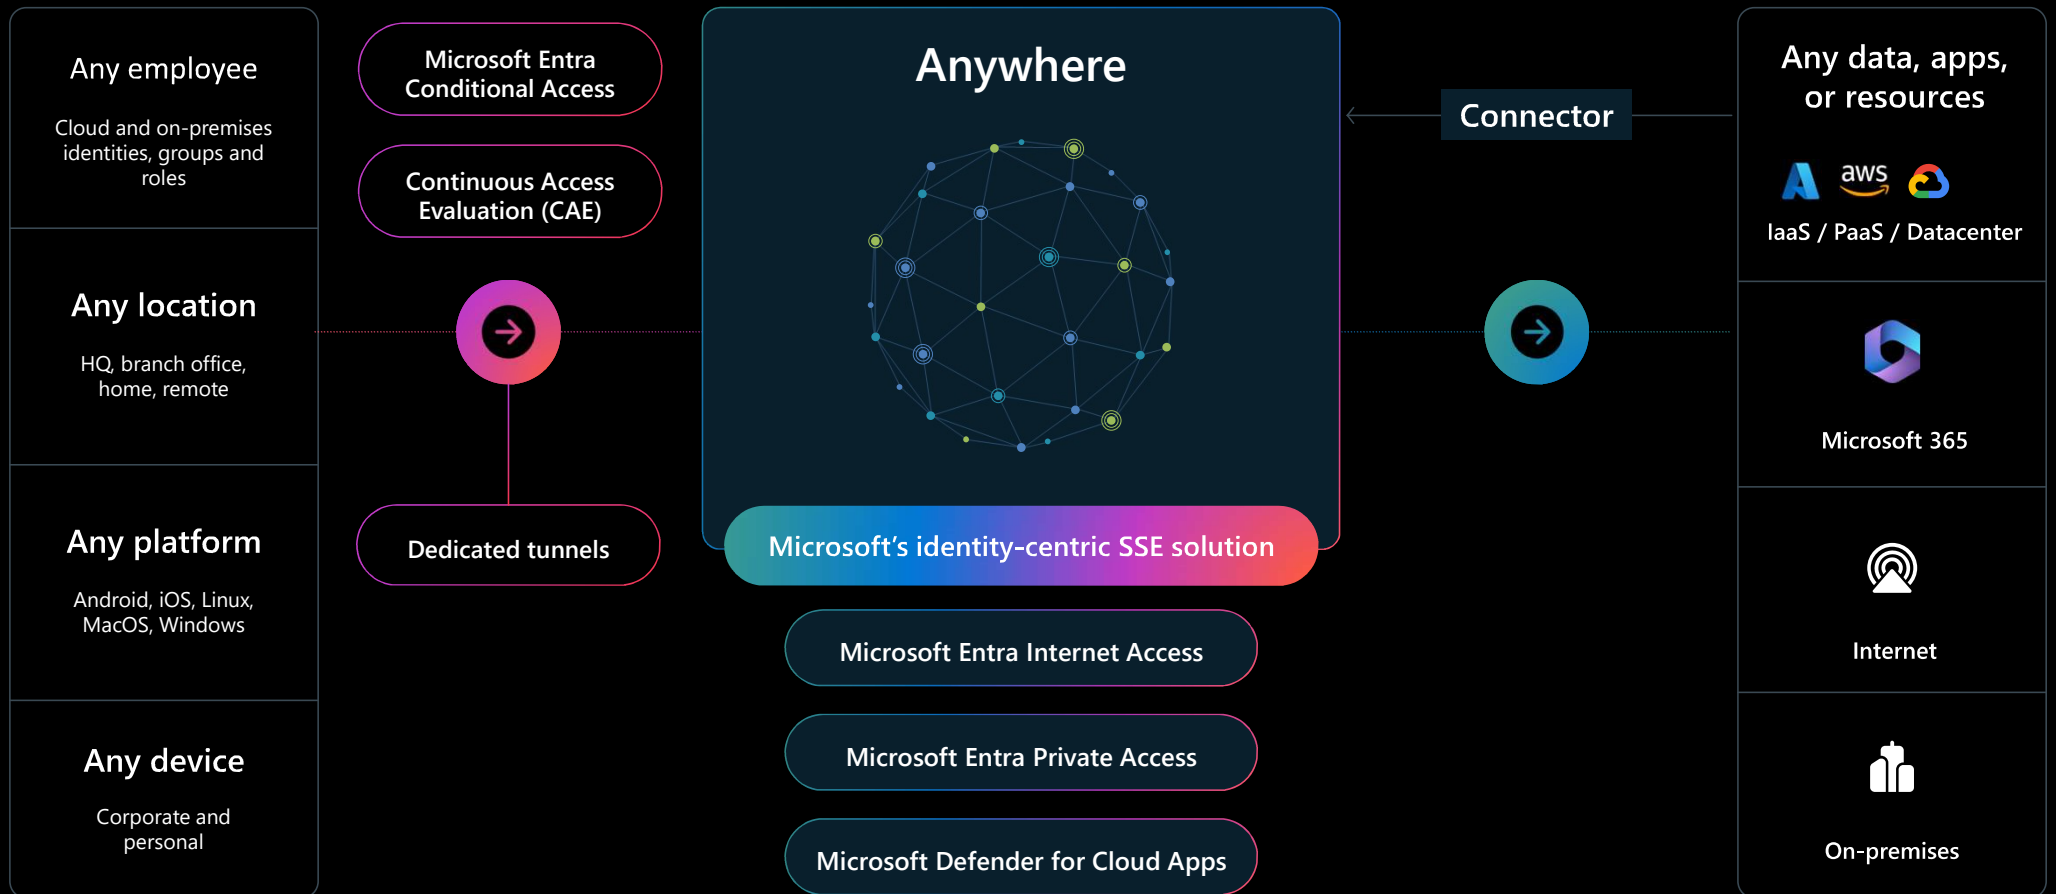 Any employee
Cloud and on-premises
identities, groups and
roles
Any location
HQ, branch office,
home, remote
Any platform
Android, iOS, Linux,
MacOS, Windows
Any device
Corporate and
personal
Microsoft Entra
Conditional Access
Continuous Access
Evaluation (CAE)
Dedicated tunnels
Anywhere
Microsoft’s identity-centric SSE solution
Microsoft Entra Internet Access
Microsoft Entra Private Access
Microsoft Defender for Cloud Apps
Connector
Any data, apps,
or resources
aws
IaaS / PaaS / Datacenter
Microsoft 365
Internet
On-premises